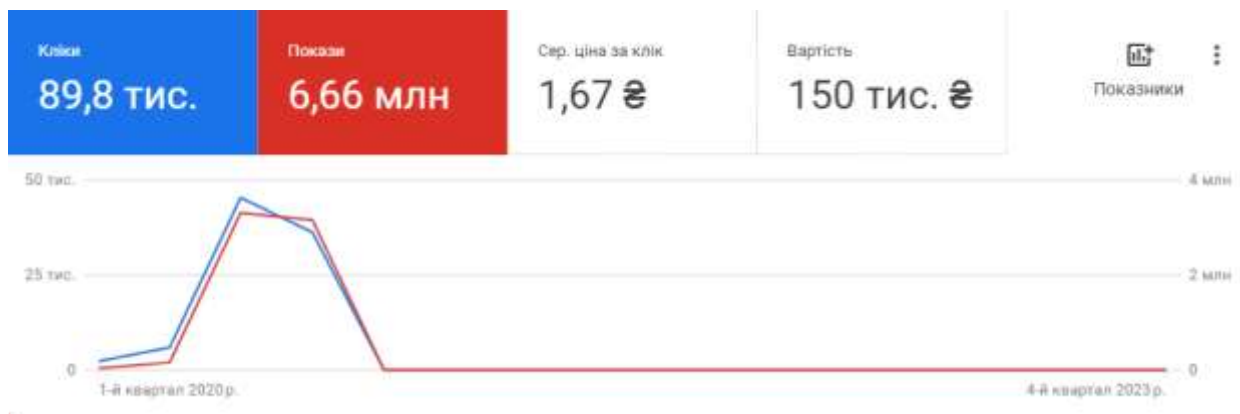 Кліки
Покази
Сер. ціна за клік
Вартість
89,8 тис.
6,66 млн
1,67 ₴
150 тис. ₴
Показники
50 тис.
4 млн
25 тис.
2 млн
0
0
1-й квартал 2020 р.
4-й квартал 2023 р.